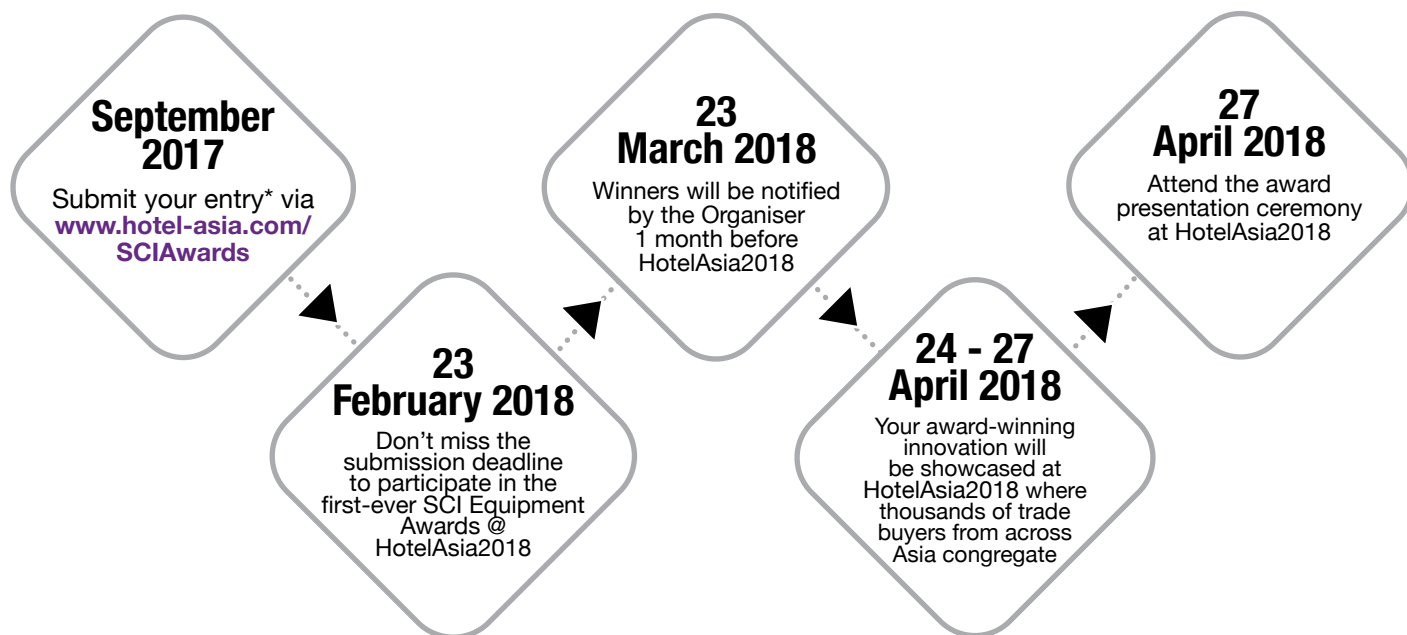 September
2017
Submit your entry* via
www.hotel-asia.com/
SCIAwards
23
February 2018
Don't miss the
submission deadline
to participate in the
first-ever SCI Equipment
Awards @
HotelAsia2018
23
March 2018
Winners will be notified
by the Organiser
1 month before
HotelAsia2018
24 - 27
April 2018
Your award-winning
innovation will
be showcased at
HotelAsia2018 where
thousands of trade
buyers from across
Asia congregate
27
April 2018
Attend the award
presentation ceremony
at HotelAsia2018